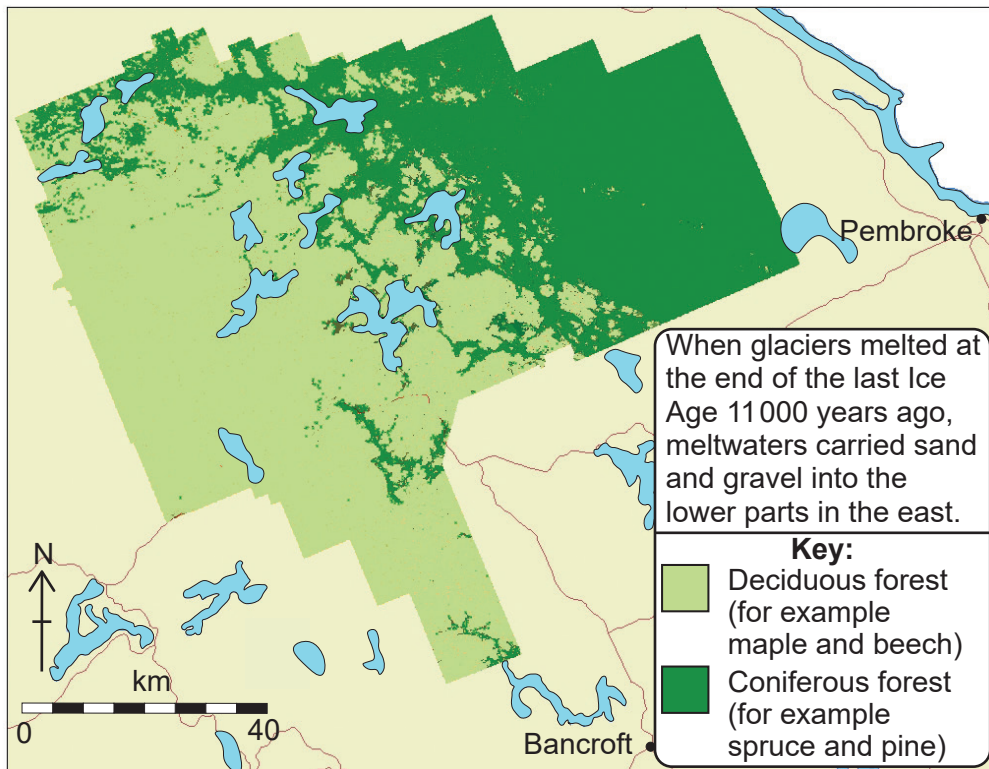 Pembroke
When glaciers melted at
the end of the last Ice
Age 11 000 years ago,
meltwaters carried sand
and gravel into the
lower parts in the east.
Key:
Deciduous forest
(for example
maple and beech)
Coniferous forest
(for example
spruce and pine)
N
km
0 40
Bancroft